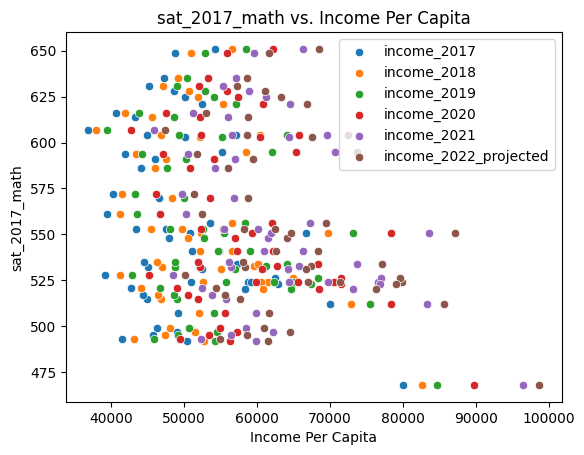 sat_2017_math vs. Income Per Capita
650
625
600
575
550
525
500
475
sat_2017_math
income_2017
income_2018
income_2019
income_2020
income_2021
income_2022_projected
40000 50000 60000 70000 80000 90000 100000
Income Per Capita